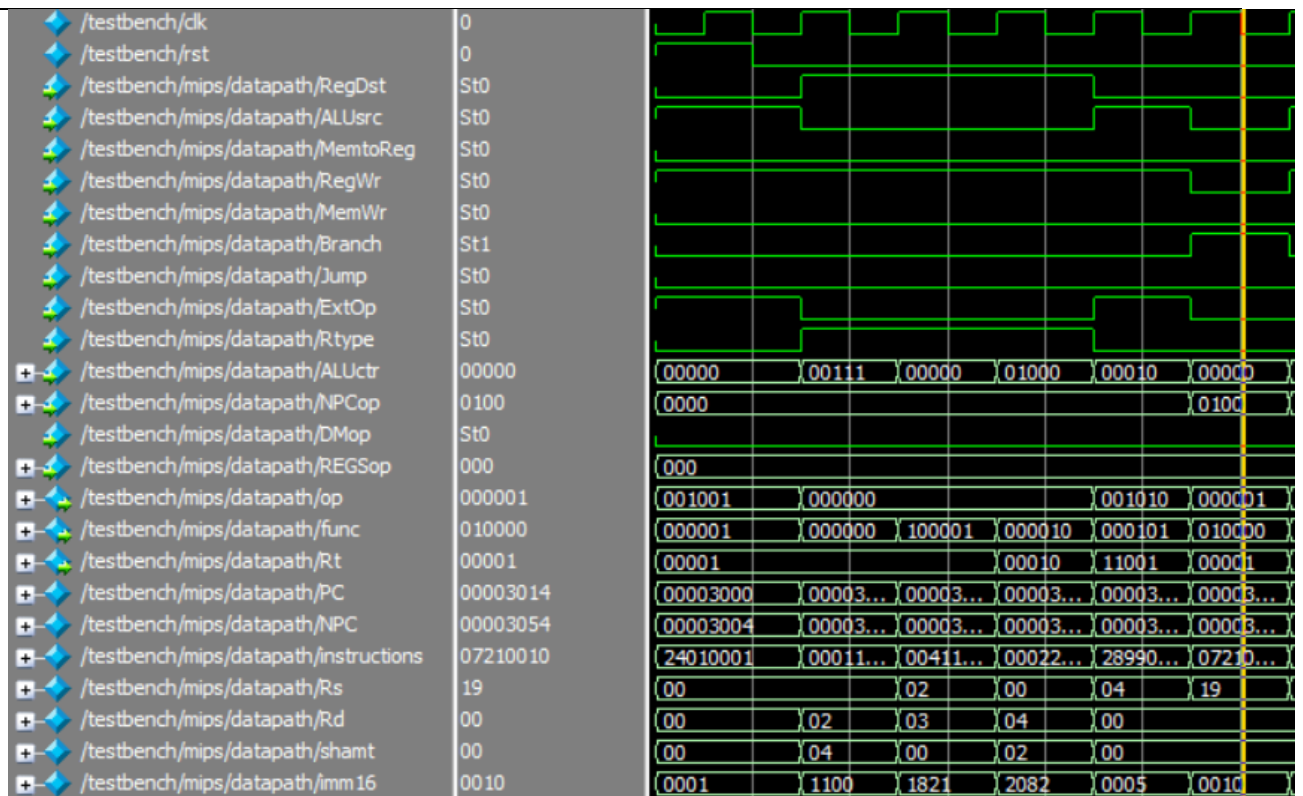 /testbench/clk 0
/testbench/rst 0
/testbench/mips/datapath/RegDst St0
/testbench/mips/datapath/ALUsrc St0
/testbench/mips/datapath/MemtoReg St0
/testbench/mips/datapath/RegWr St0
/testbench/mips/datapath/MemWr St0
/testbench/mips/datapath/Branch St1
/testbench/mips/datapath/Jump St0
/testbench/mips/datapath/ExtOp St0
/testbench/mips/datapath/Rtype St0
/testbench/mips/datapath/ALUctr 00000 00000 00111 00000 01000 00010 00000
/testbench/mips/datapath/NPCop 0100 0000 0100
/testbench/mips/datapath/DMop St0
/testbench/mips/datapath/REGSop 000 000
/testbench/mips/datapath/op 000001 001001 000000 001010 000001
/testbench/mips/datapath/func 010000 000001 000000 100001 000010 000101 010000
/testbench/mips/datapath/Rt 00001 00001 00010 11001 00001
/testbench/mips/datapath/PC 00003014 00003000 00003... 00003... 00003... 00003... 00003...
/testbench/mips/datapath/NPC 00003054 00003004 00003... 00003... 00003... 00003... 00003...
/testbench/mips/datapath/instructions 07210010 24010001 00011... 00411... 00022... 28990... 07210...
/testbench/mips/datapath/Rs 19 00 02 00 04 19
/testbench/mips/datapath/Rd 00 00 02 03 04 00
/testbench/mips/datapath/shamt 00 00 04 00 02 00
/testbench/mips/datapath/imm16 0010 0001 1100 1821 2082 0005 0010